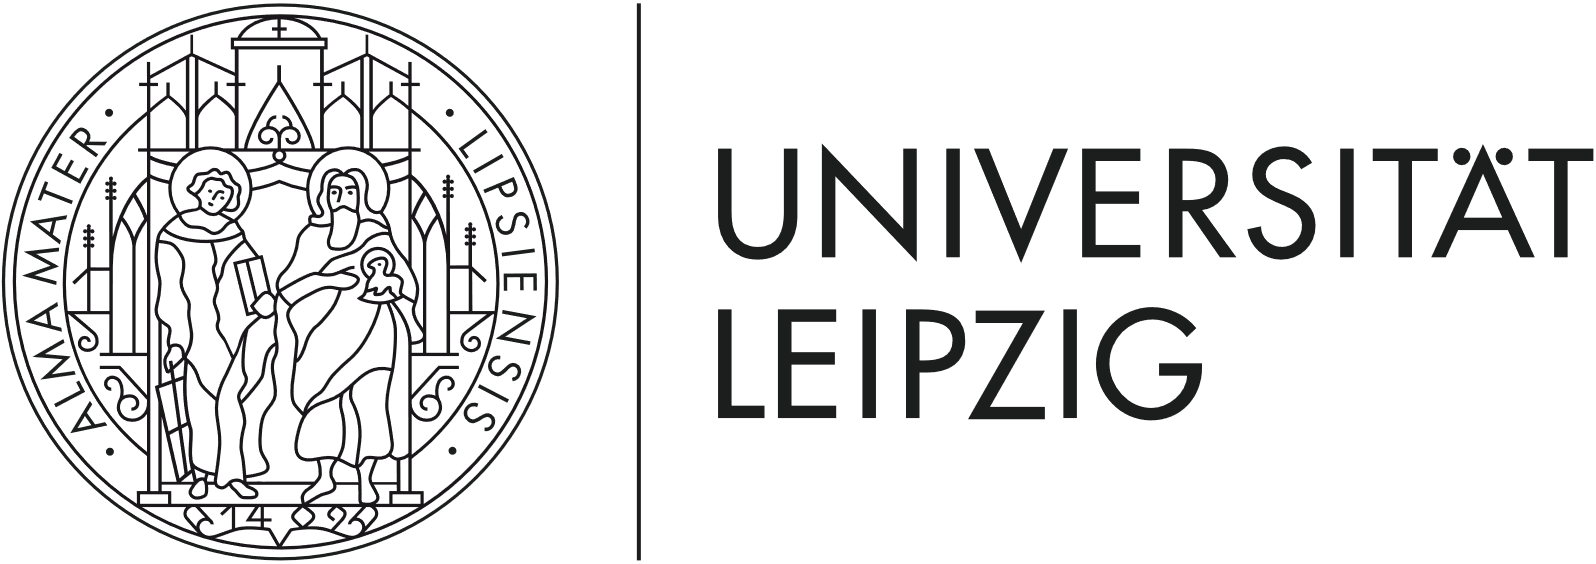 ALMA MATER
LIPSIENSIS
1409
UNIVERSITÄT
LEIPZIG